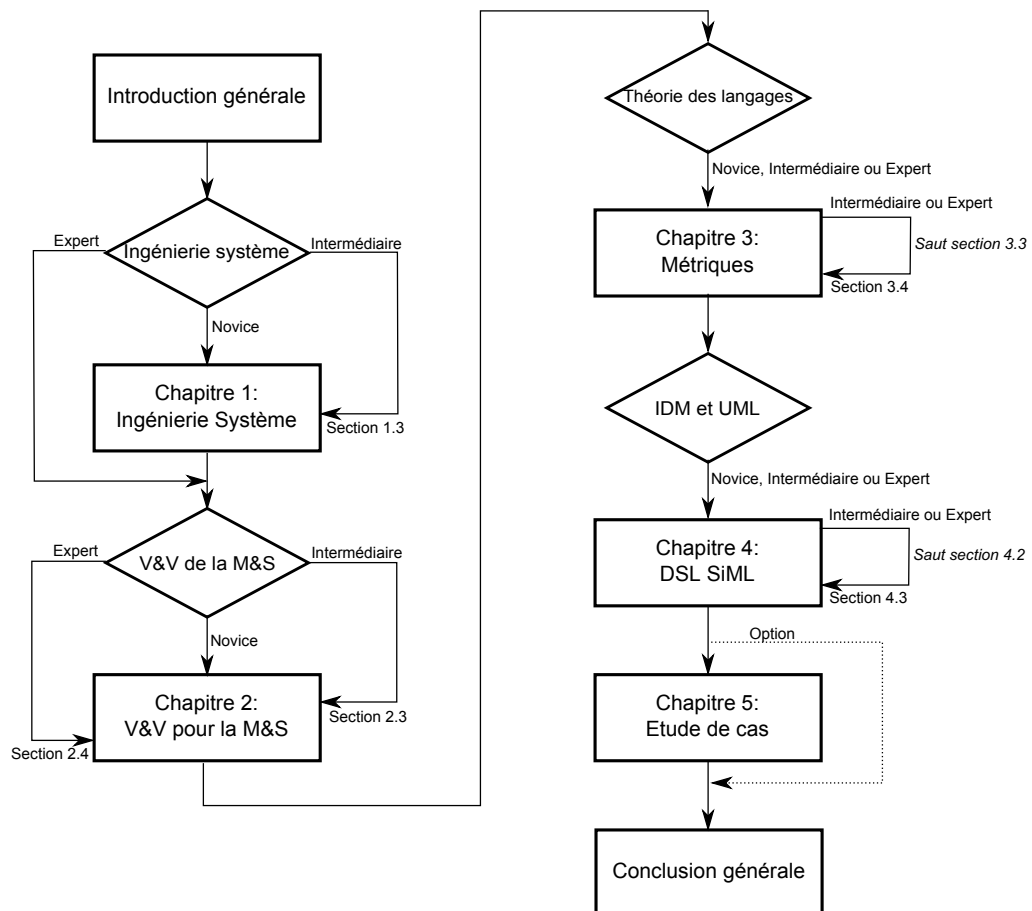 Introduction générale
Ingénierie système
Expert
Intermédiaire
Novice
Chapitre 1:
Ingénierie Système
Section 1.3
V&V de la M&S
Expert
Intermédiaire
Novice
Chapitre 2:
V&V pour la M&S
Section 2.3
Section 2.4
Théorie des langages
Novice, Intermédiaire ou Expert
Chapitre 3:
Métriques
Intermédiaire ou Expert
Saut section 3.3
Section 3.4
IDM et UML
Novice, Intermédiaire ou Expert
Chapitre 4:
DSL SiML
Intermédiaire ou Expert
Saut section 4.2
Section 4.3
Option
Chapitre 5:
Etude de cas
Conclusion générale